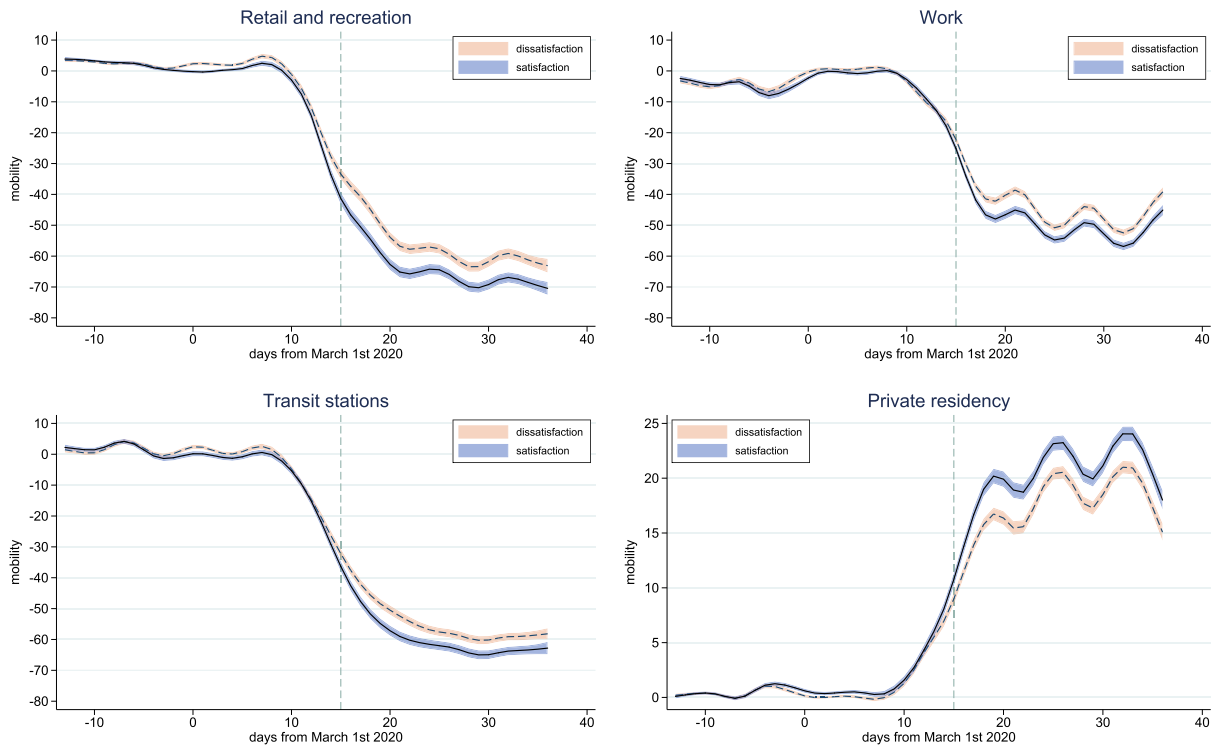 Retail and recreation
dissatisfaction
satisfaction
10
0
-10
-20
-30
-40
-50
-60
-70
-80
mobility
-10 0 10 20 30 40
days from March 1st 2020
Work
dissatisfaction
satisfaction
10
0
-10
-20
-30
-40
-50
-60
-70
-80
mobility
-10 0 10 20 30 40
days from March 1st 2020
Transit stations
dissatisfaction
satisfaction
10
0
-10
-20
-30
-40
-50
-60
-70
-80
mobility
-10 0 10 20 30 40
days from March 1st 2020
Private residency
dissatisfaction
satisfaction
25
20
15
10
5
0
mobility
-10 0 10 20 30 40
days from March 1st 2020